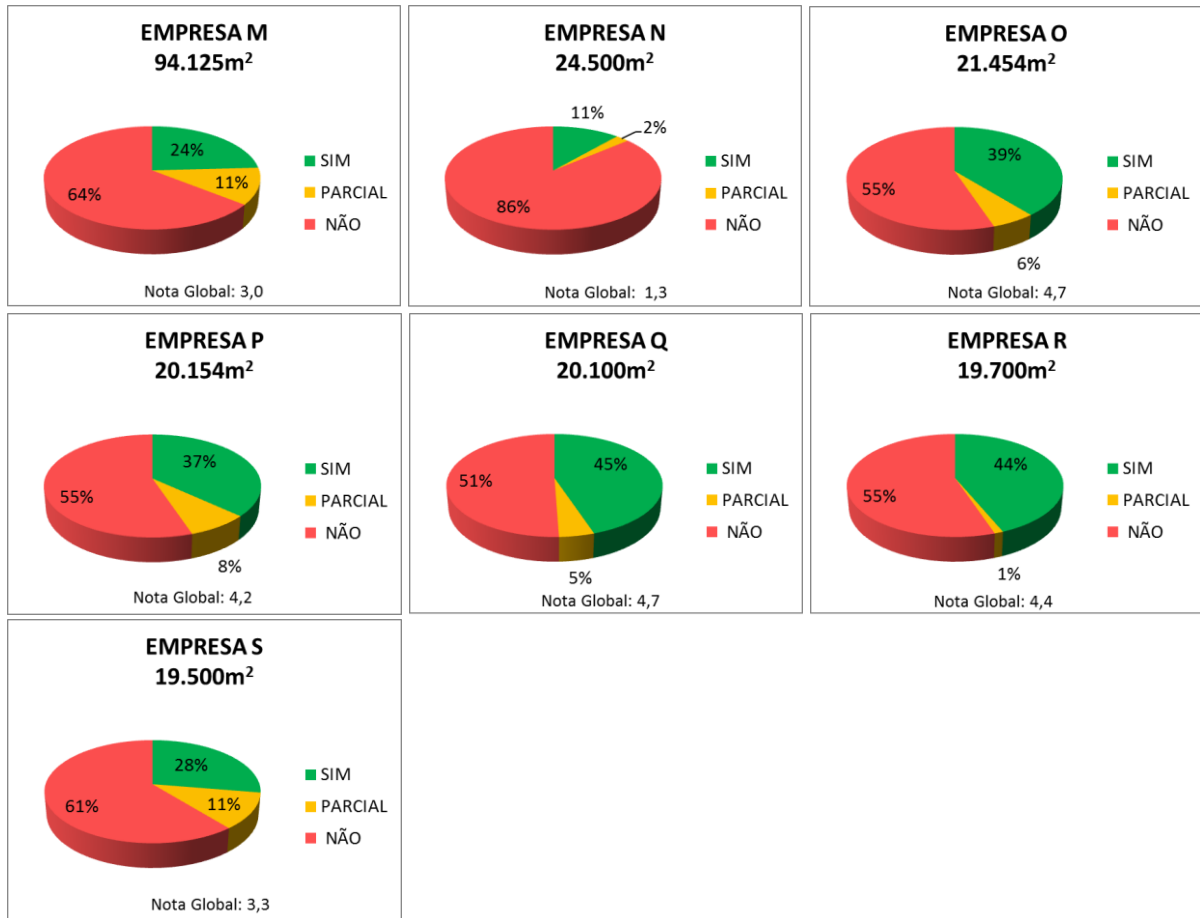 EMPRESA M
94.125m²
24%
11%
64%
SIM
PARCIAL
NÃO
Nota Global: 3,0
EMPRESA N
24.500m²
11%
2%
86%
SIM
PARCIAL
NÃO
Nota Global: 1,3
EMPRESA O
21.454m²
39%
55%
6%
SIM
PARCIAL
NÃO
Nota Global: 4,7
EMPRESA P
20.154m²
37%
55%
8%
SIM
PARCIAL
NÃO
Nota Global: 4,2
EMPRESA Q
20.100m²
45%
51%
5%
SIM
PARCIAL
NÃO
Nota Global: 4,7
EMPRESA R
19.700m²
44%
55%
1%
SIM
PARCIAL
NÃO
Nota Global: 4,4
EMPRESA S
19.500m²
28%
11%
61%
SIM
PARCIAL
NÃO
Nota Global: 3,3